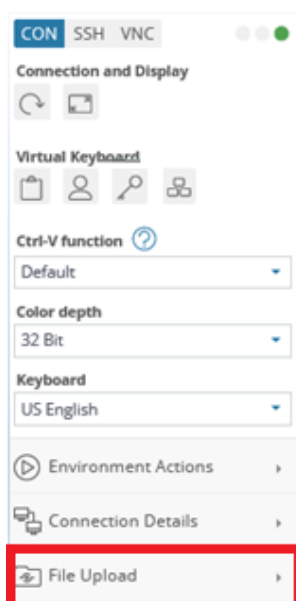 CON SSH VNC
Connection and Display
Virtual Keyboard
Ctrl-V function ?
Default
Color depth
32 Bit
Keyboard
US English
Environment Actions
Connection Details
File Upload